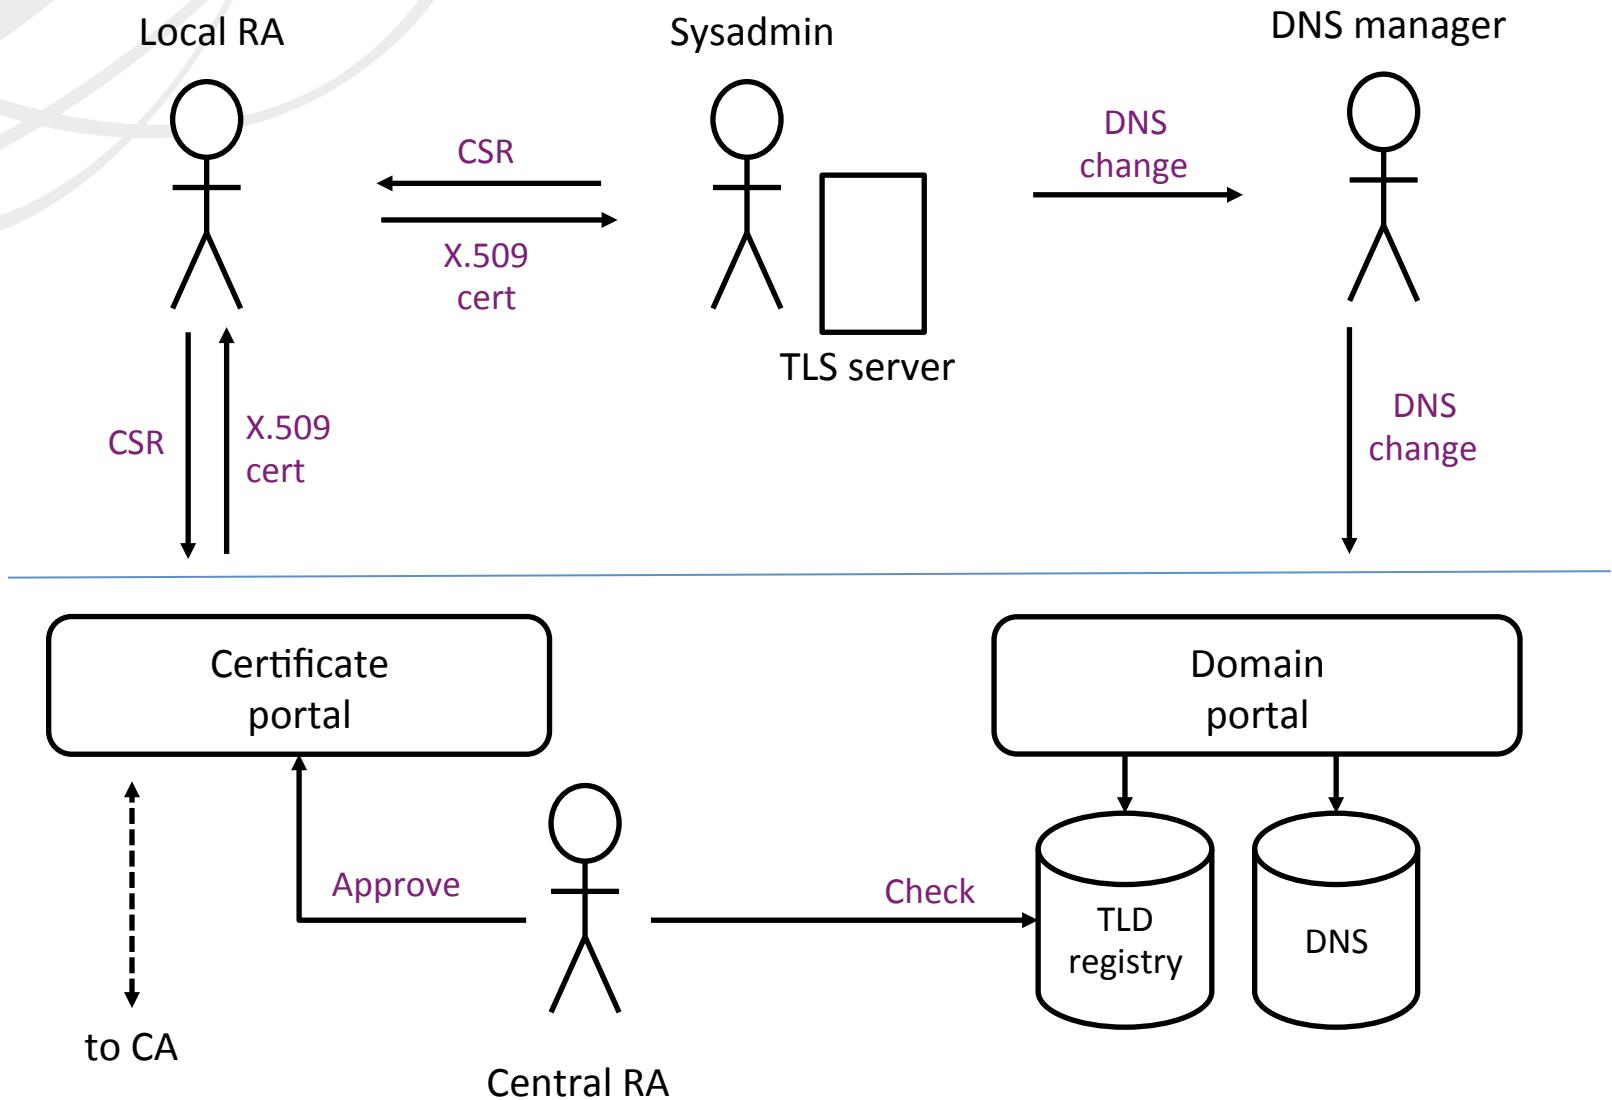 Local RA
Sysadmin
DNS manager
CSR
X.509
cert
DNS
change
TLS server
CSR
X.509
cert
DNS
change
Certificate
portal
Domain
portal
Approve
Check
TLD
registry
DNS
to CA
Central RA